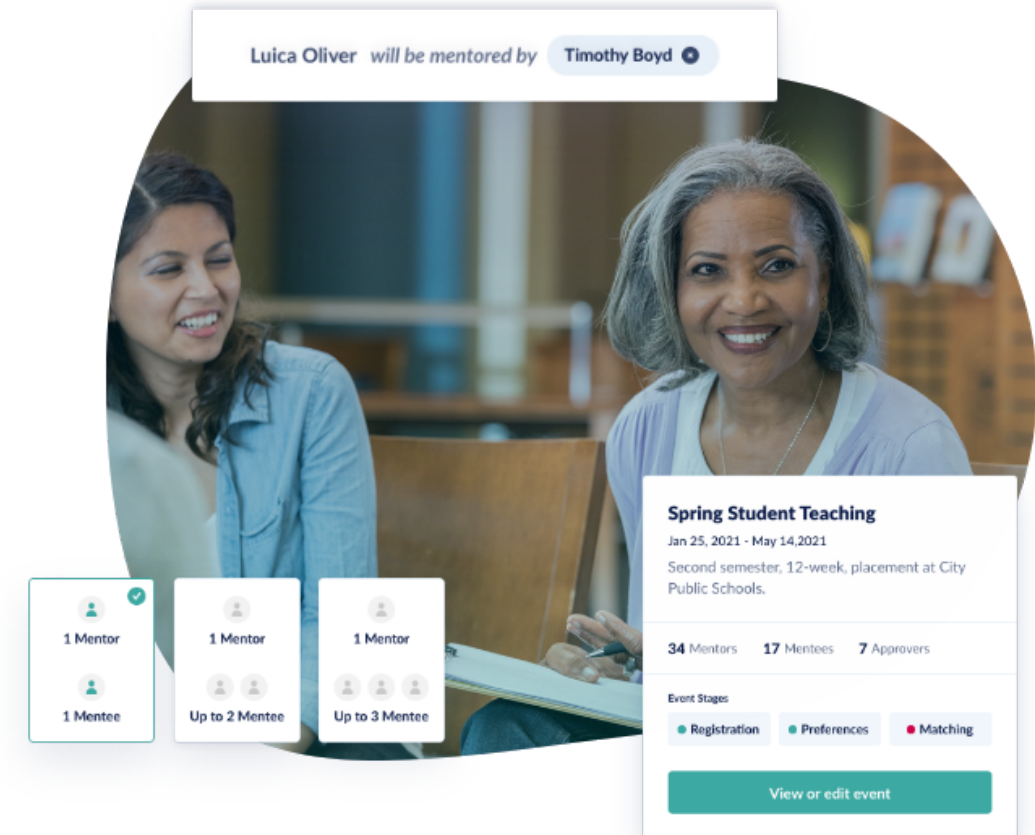 Luica Oliver will be mentored by Timothy Boyd
Spring Student Teaching
Jan 25, 2021 - May 14,2021
Second semester, 12-week, placement at City
Public Schools.
34 Mentors 17 Mentees 7 Approvers
Event Stages
Registration Preferences Matching
View or edit event
1 Mentor
1 Mentee
1 Mentor
Up to 2 Mentee
1 Mentor
Up to 3 Mentee